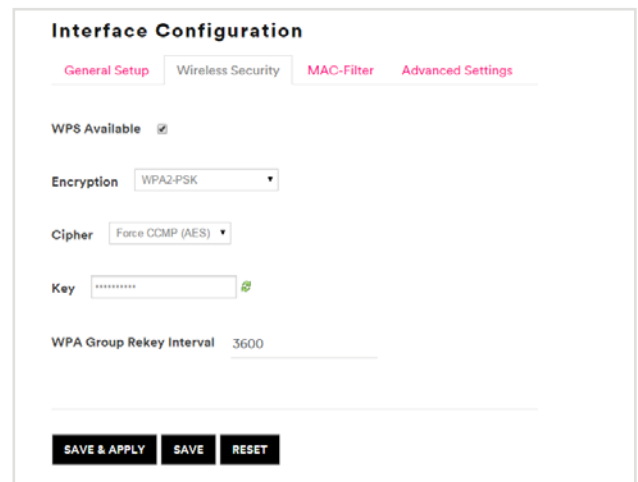 Interface Configuration
General Setup Wireless Security MAC-Filter Advanced Settings
WPS Available
Encryption WPA2-PSK
Cipher Force CCMP (AES)
Key **********
WPA Group Rekey Interval 3600
SAVE & APPLY SAVE RESET